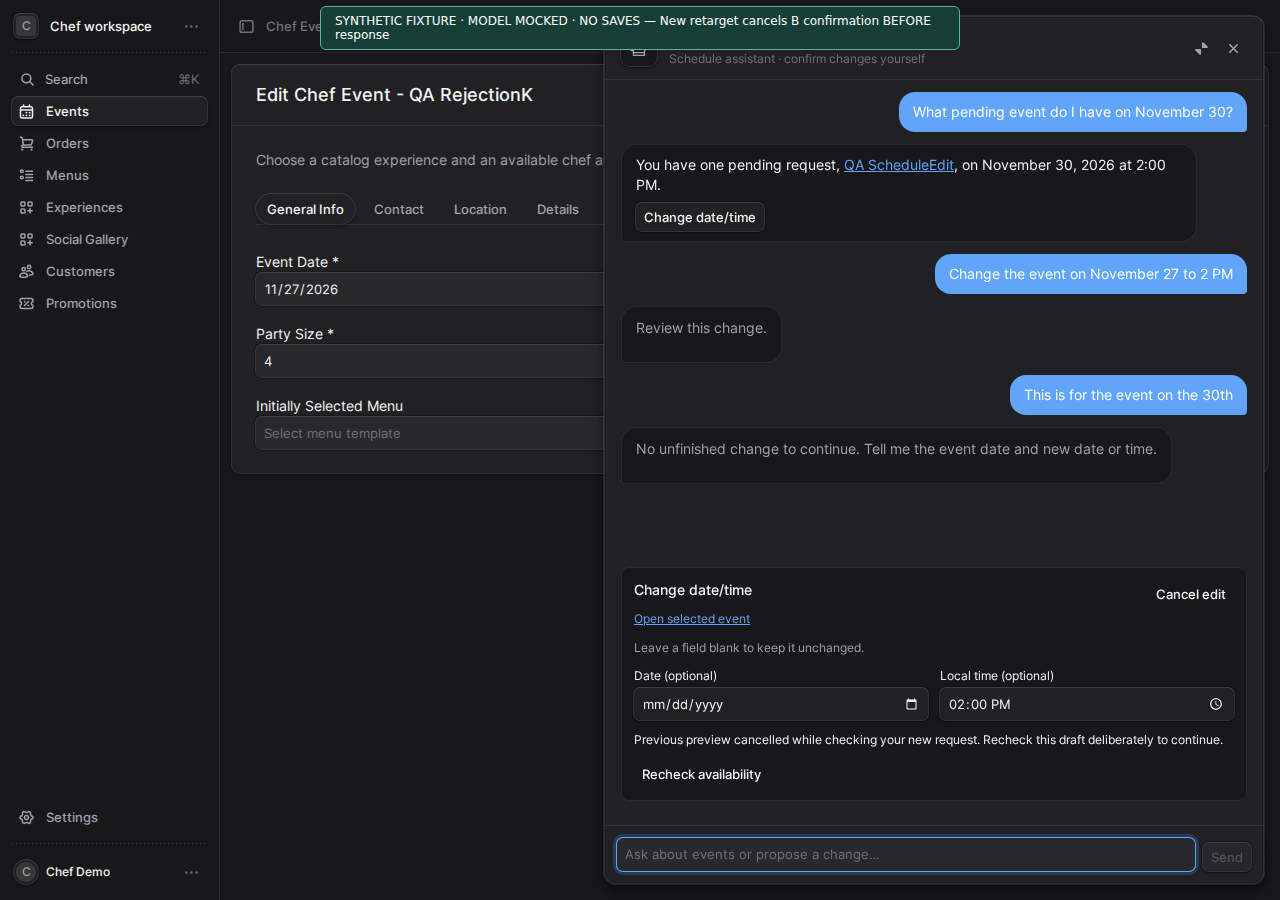 C Chef workspace
Search ⌘K
Events
Orders
Menus
Experiences
Social Gallery
Customers
Promotions
Settings
C Chef Demo
SYNTHETIC FIXTURE · MODEL MOCKED · NO SAVES — New retarget cancels B confirmation BEFORE
response
Chef Eve
Edit Chef Event - QA RejectionK
Choose a catalog experience and an available chef a
General Info Contact Location Details
Event Date *
11/27/2026
Party Size *
4
Initially Selected Menu
Select menu template
Schedule assistant · confirm changes yourself
What pending event do I have on November 30?
You have one pending request, QA ScheduleEdit, on November 30, 2026 at 2:00
PM.
Change date/time
Change the event on November 27 to 2 PM
Review this change.
This is for the event on the 30th
No unfinished change to continue. Tell me the event date and new date or time.
Change date/time
Cancel edit
Open selected event
Leave a field blank to keep it unchanged.
Date (optional) Local time (optional)
mm/dd/yyyy 02:00 PM
Previous preview cancelled while checking your new request. Recheck this draft deliberately to continue.
Recheck availability
Ask about events or propose a change...
Send